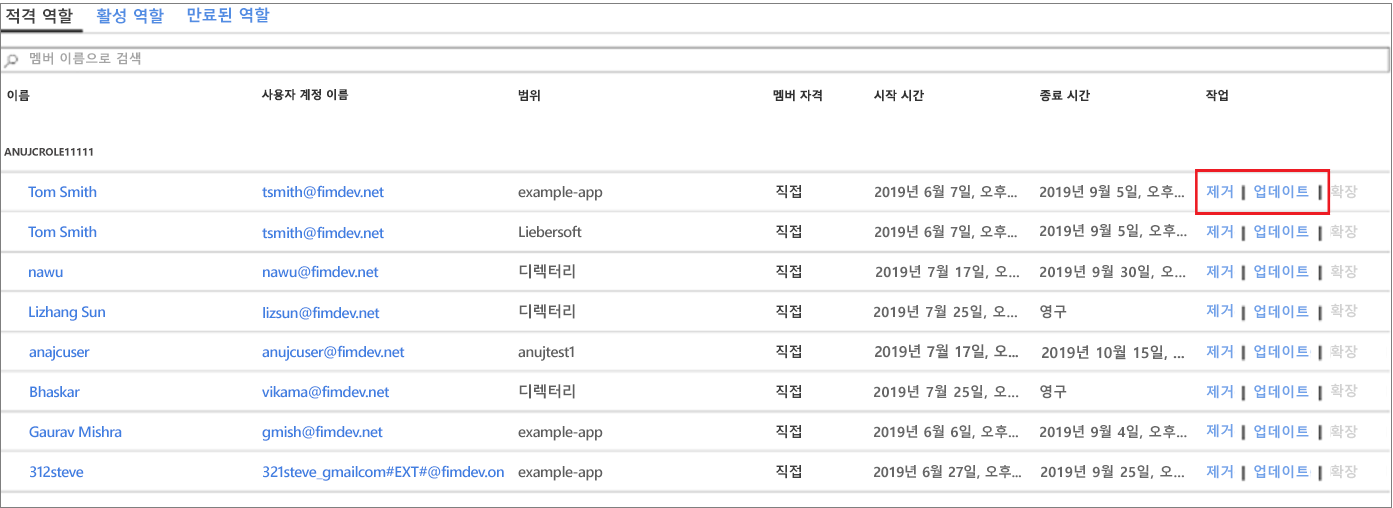 적격 역할 활성 역할 만료된 역할
멤버 이름으로 검색
이름 사용자 계정 이름 범위 멤버 자격 시작 시간 종료 시간 작업
ANUJCROLE11111
Tom Smith tsmith@fimdev.net example-app 직접 2019년 6월 7일, 오후... 2019년 9월 5일, 오후... 제거 | 업데이트 | 확장
Tom Smith tsmith@fimdev.net Liebersoft 직접 2019년 6월 7일, 오후... 2019년 9월 5일, 오후... 제거 | 업데이트 | 확장
nawu nawu@fimdev.net 디렉터리 직접 2019년 7월 17일, 오... 2019년 9월 30일, 오... 제거 | 업데이트 | 확장
Lizhang Sun lizsun@fimdev.net 디렉터리 직접 2019년 7월 25일, 오... 영구 제거 | 업데이트 | 확장
anajcuser anujcuser@fimdev.net anujtest1 직접 2019년 7월 17일, 오... 2019년 10월 15일, ... 제거 | 업데이트 | 확장
Bhaskar vikama@fimdev.net 디렉터리 직접 2019년 7월 25일, 오... 영구 제거 | 업데이트 | 확장
Gaurav Mishra gmish@fimdev.net example-app 직접 2019년 6월 6일, 오후... 2019년 9월 4일, 오후... 제거 | 업데이트 | 확장
312steve 321steve_gmailcom#EXT#@fimdev.on example-app 직접 2019년 6월 27일, 오후... 2019년 9월 25일, 오... 제거 | 업데이트 | 확장